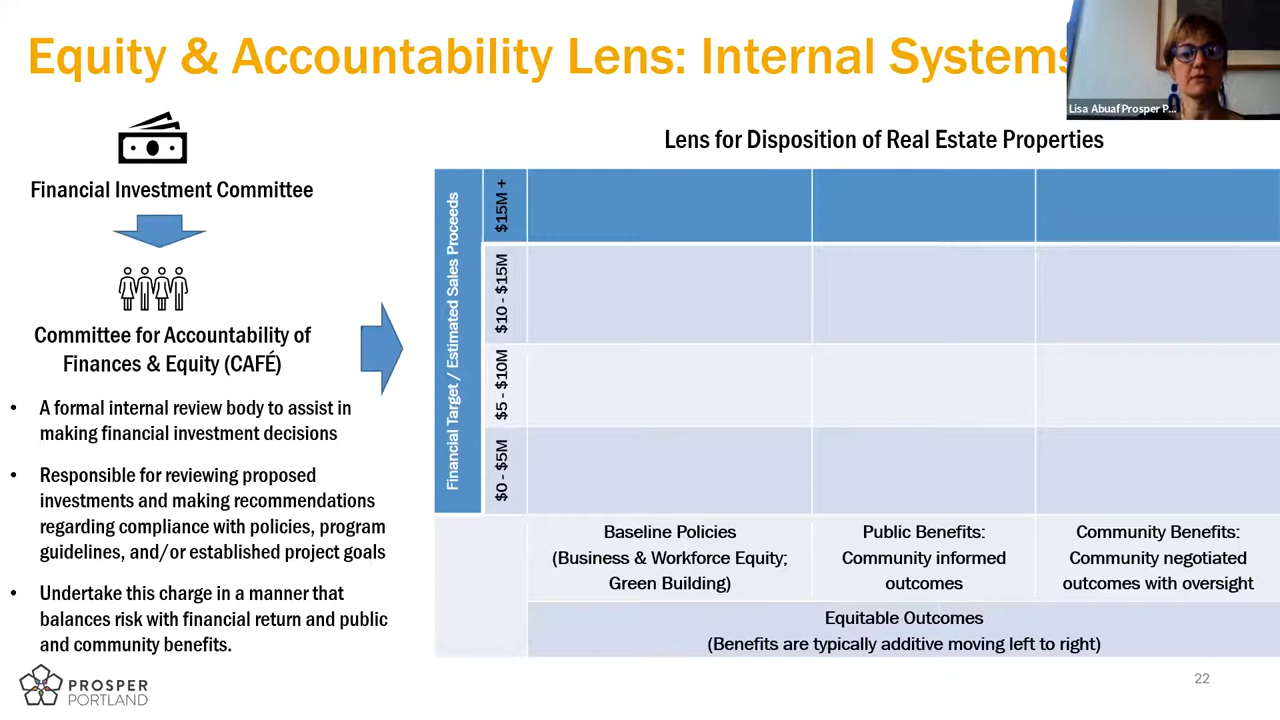 Equity & Accountability Lens: Internal Systems
Lisa Abuaf Prosper P...
Financial Investment Committee
Committee for Accountability of
Finances & Equity (CAFÉ)
• A formal internal review body to assist in
making financial investment decisions
• Responsible for reviewing proposed
investments and making recommendations
regarding compliance with policies, program
guidelines, and/or established project goals
• Undertake this charge in a manner that
balances risk with financial return and public
and community benefits.
Lens for Disposition of Real Estate Properties
Financial Target / Estimated Sales Proceeds
$15M +
$10 - $15M
$5 - $10M
$0 - $5M
Baseline Policies
(Business & Workforce Equity;
Green Building)
Public Benefits:
Community informed
outcomes
Community Benefits:
Community negotiated
outcomes with oversight
Equitable Outcomes
(Benefits are typically additive moving left to right)
PROSPER
PORTLAND
22